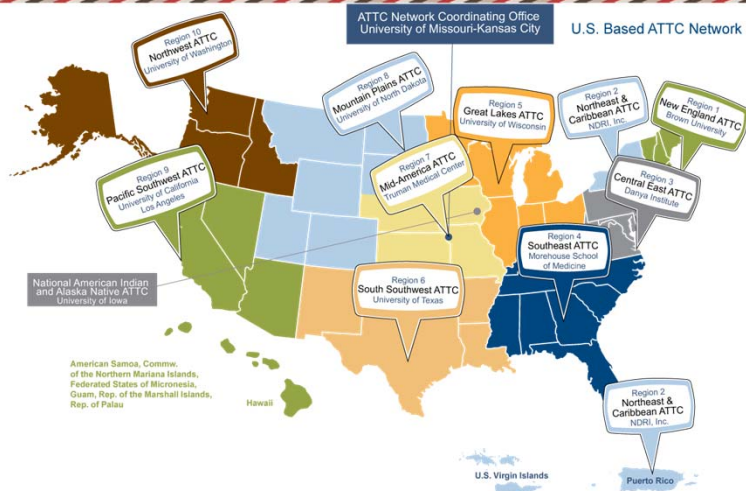 ATTC Network Coordinating Office
University of Missouri-Kansas City
U.S. Based ATTC Network
Region 10
Northwest ATTC
University of Washington
Region 8
Mountain Plains ATTC
University of North Dakota
Region 5
Great Lakes ATTC
University of Wisconsin
Region 2
Northeast &
Caribbean ATTC
NDRI, Inc.
Region 1
New England ATTC
Brown University
Region 9
Pacific Southwest ATTC
University of California
Los Angeles
Region 7
Mid-America ATTC
Truman Medical Center
Region 3
Central East ATTC
Danya Institute
Region 4
Southeast ATTC
Morehouse School
of Medicine
National American Indian
and Alaska Native ATTC
University of Iowa
Region 6
South Southwest ATTC
University of Texas
American Samoa, Commw.
of the Northern Mariana Islands,
Federated States of Micronesia,
Guam, Rep. of the Marshall Islands,
Rep. of Palau
Hawaii
Region 2
Northeast &
Caribbean ATTC
NDRI, Inc.
U.S. Virgin Islands
Puerto Rico